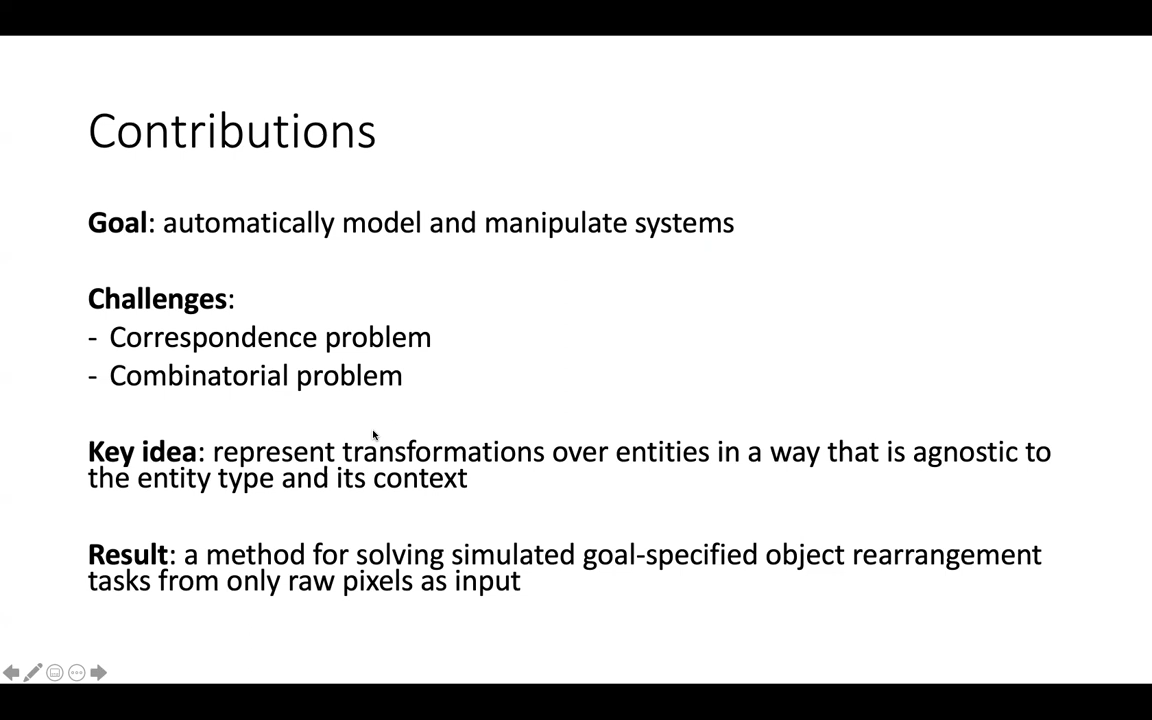 Contributions
Goal: automatically model and manipulate systems
Challenges:
- Correspondence problem
- Combinatorial problem
Key idea: represent transformations over entities in a way that is agnostic to
the entity type and its context
Result: a method for solving simulated goal-specified object rearrangement
tasks from only raw pixels as input